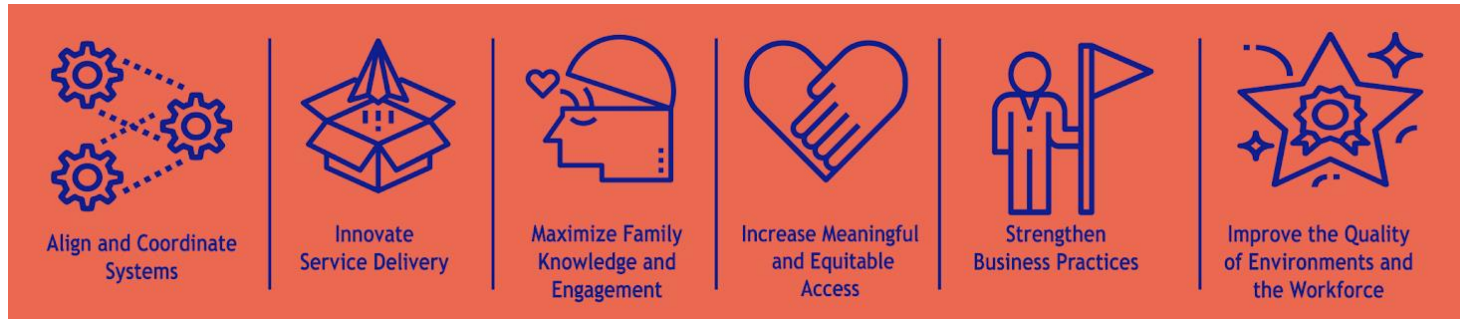 Align and Coordinate
Systems
Innovate
Service Delivery
Maximize Family
Knowledge and
Engagement
Increase Meaningful
and Equitable
Access
Strengthen
Business Practices
Improve the Quality
of Environments and
the Workforce